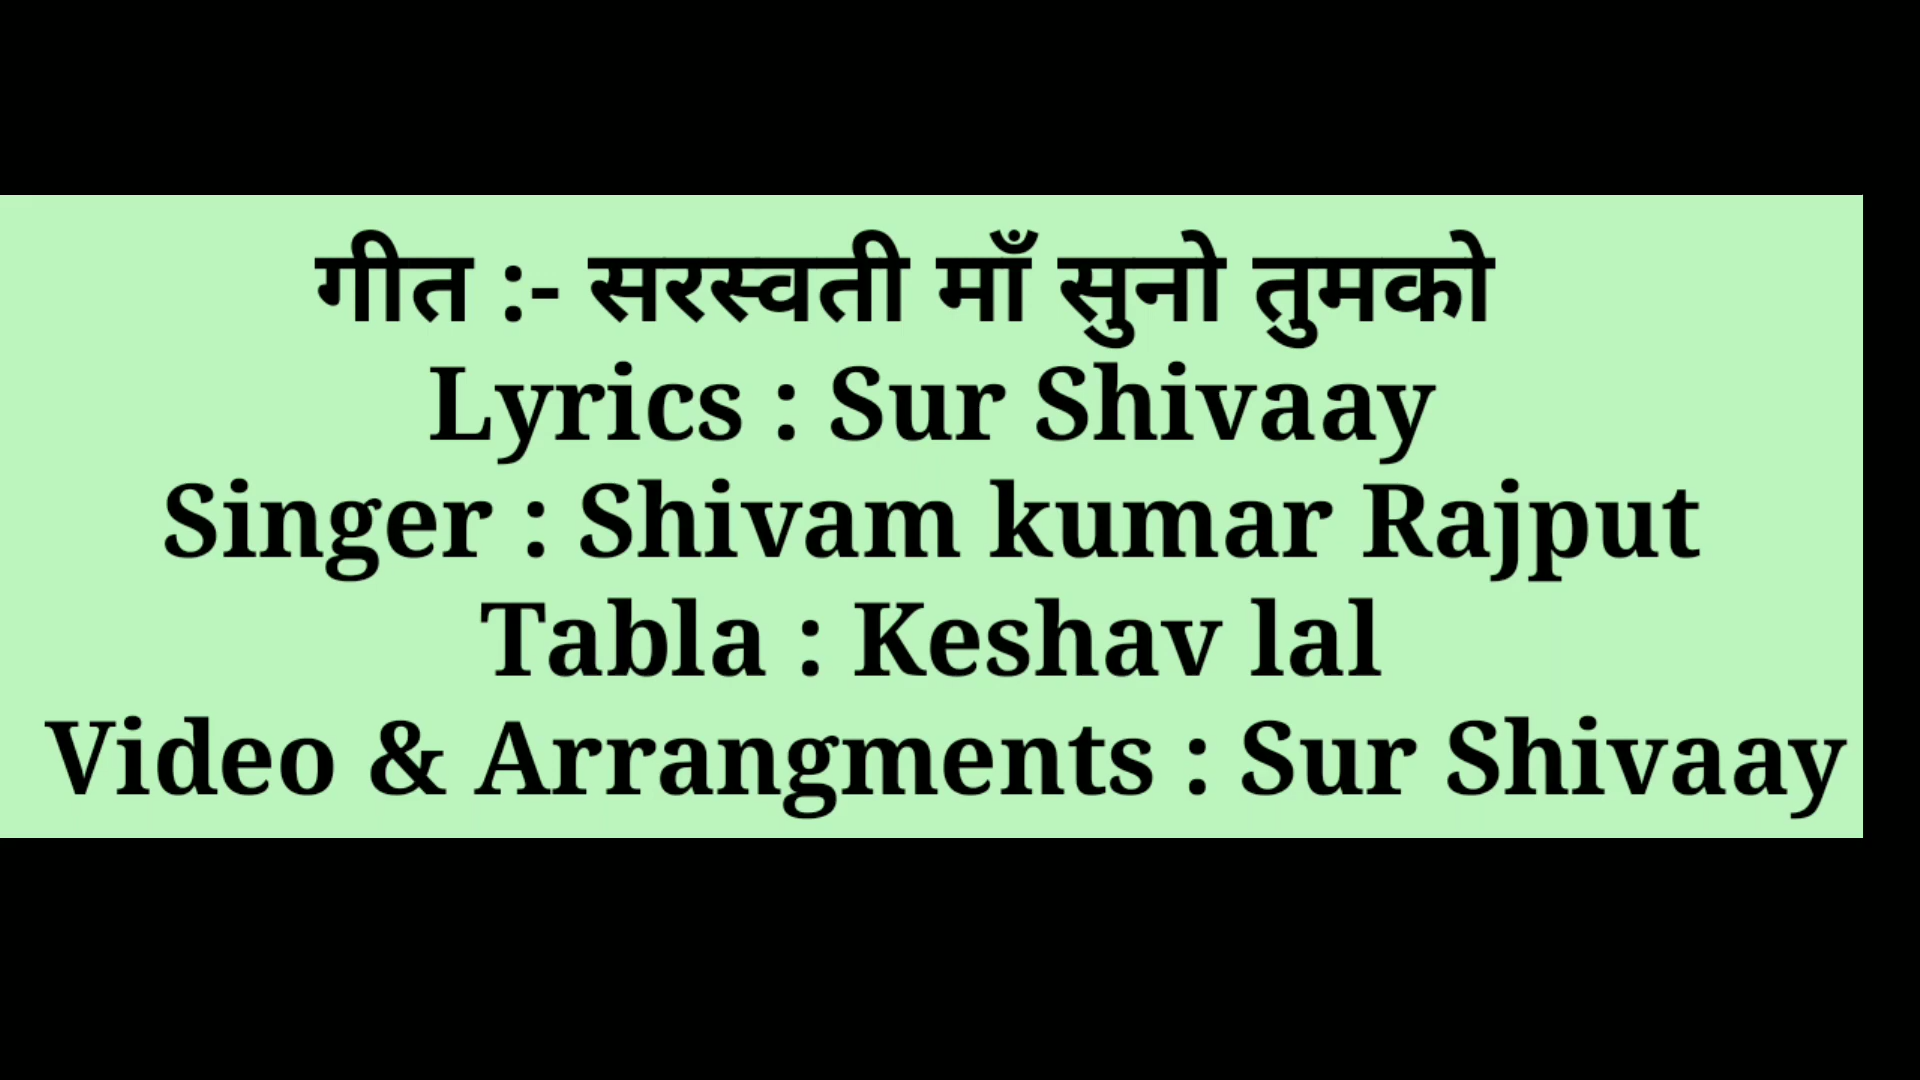 गीत :- सरस्वती माँ सुनो तुमको
Lyrics : Sur Shivaay
Singer : Shivam kumar Rajput
Tabla : Keshav lal
Video & Arrangments : Sur Shivaay